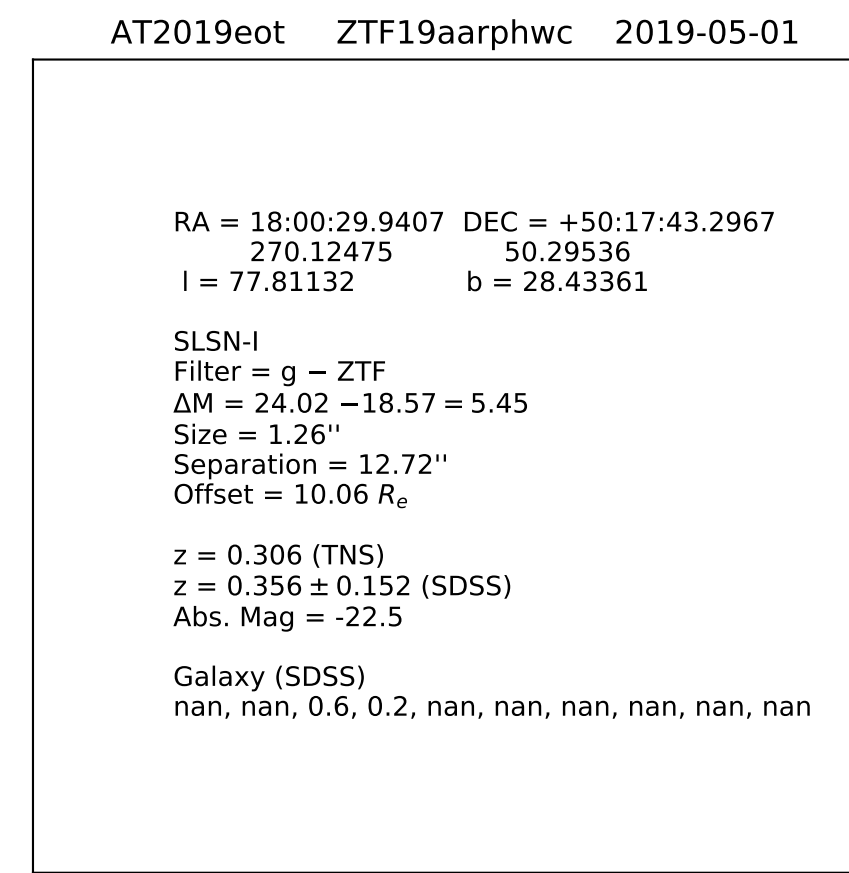 AT2019eot ZTF19aarphwc 2019-05-01
RA = 18:00:29.9407 DEC = +50:17:43.2967
270.12475 50.29536
l = 77.81132 b = 28.43361
SLSN-I
Filter = g − ZTF
ΔM = 24.02 −18.57 = 5.45
Size = 1.26''
Separation = 12.72''
Offset = 10.06 Re
z = 0.306 (TNS)
z = 0.356 ± 0.152 (SDSS)
Abs. Mag = -22.5
Galaxy (SDSS)
nan, nan, 0.6, 0.2, nan, nan, nan, nan, nan, nan